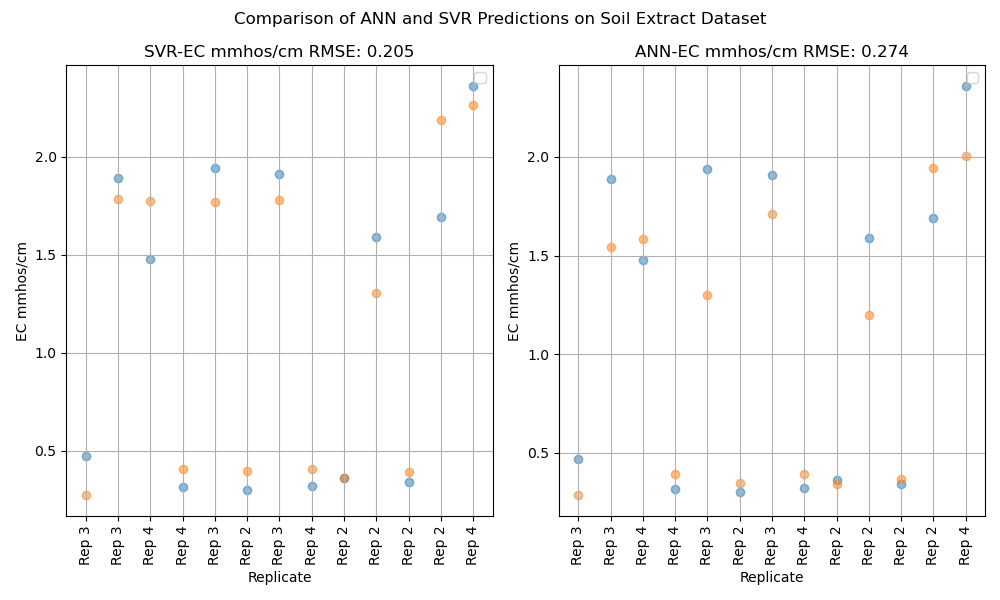 Comparison of ANN and SVR Predictions on Soil Extract Dataset
SVR-EC mmhos/cm RMSE: 0.205
EC mmhos/cm
2.0
1.5
1.0
0.5
Rep 3 Rep 3 Rep 4 Rep 4 Rep 3 Rep 2 Rep 3 Rep 4 Rep 2 Rep 2 Rep 2 Rep 2 Rep 4
Replicate
ANN-EC mmhos/cm RMSE: 0.274
EC mmhos/cm
2.0
1.5
1.0
0.5
Rep 3 Rep 3 Rep 4 Rep 4 Rep 3 Rep 2 Rep 3 Rep 4 Rep 2 Rep 2 Rep 2 Rep 2 Rep 4
Replicate